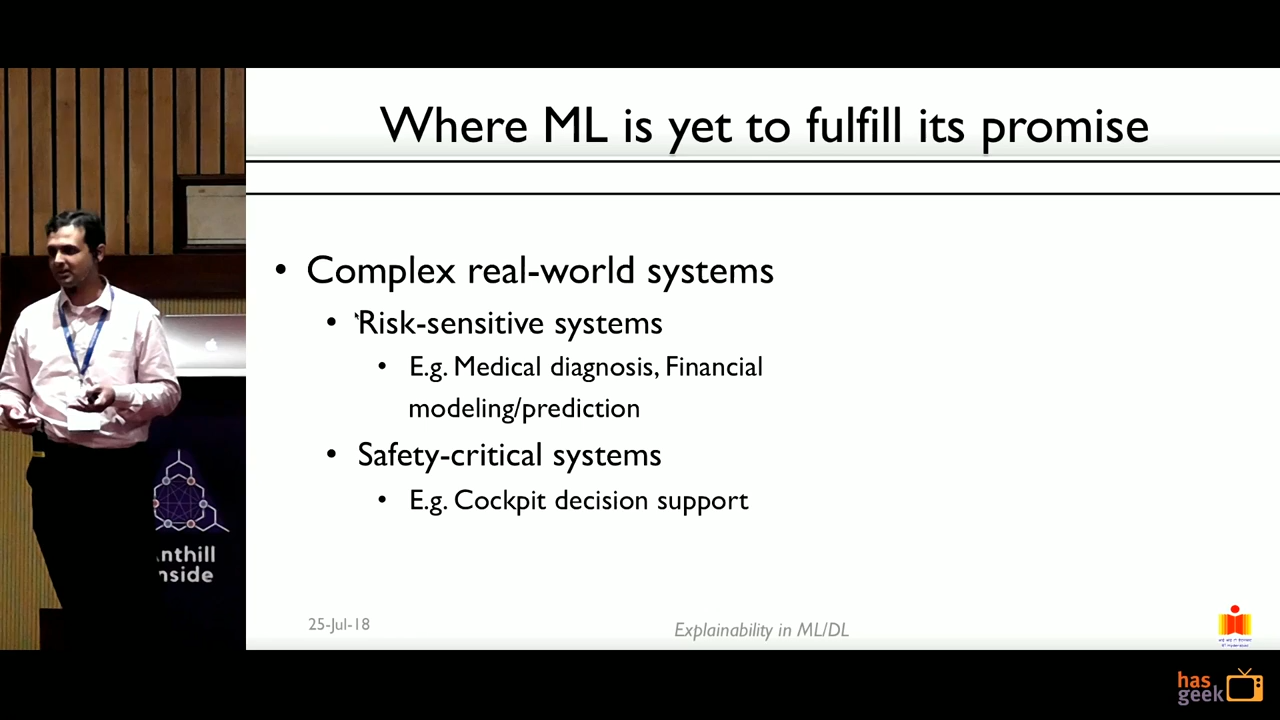 Where ML is yet to fulfill its promise
• Complex real-world systems
• Risk-sensitive systems
• E.g. Medical diagnosis, Financial
modeling/prediction
• Safety-critical systems
• E.g. Cockpit decision support
nthill
nside
25-Jul-18
Explainability in ML/DL
has
geek